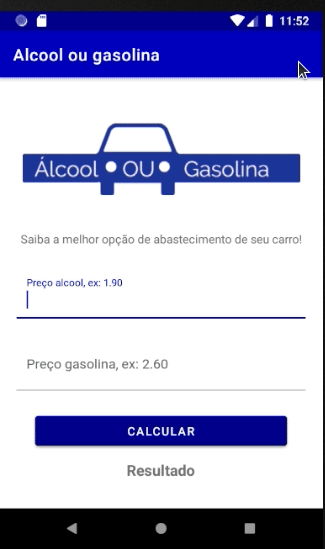 11:52
Alcool ou gasolina
Álcool OU Gasolina
Saiba a melhor opção de abastecimento de seu carro!
Preço alcool, ex: 1.90
Preço gasolina, ex: 2.60
CALCULAR
Resultado